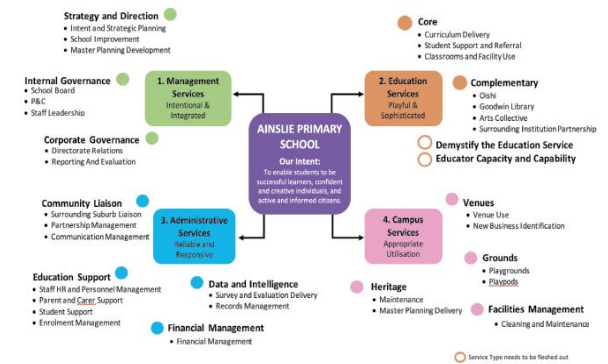 Strategy and Direction
• Intent and Strategic Planning
• School Improvement
• Master Planning Development
Internal Governance
• School Board
• P&C
• Staff Leadership
Corporate Governance
• Directorate Relations
• Reporting And Evaluation
1. Management
Services
Intentional &
Integrated
2. Education
Services
Playful &
Sophisticated
Core
• Curriculum Delivery
• Student Support and Referral
• Classrooms and Facility Use
Complementary
• Oishi
• Goodwin Library
• Arts Collective
• Surrounding Institution Partnership
Demystify the Education Service
Educator Capacity and Capability
AINSLIE PRIMARY
SCHOOL
Our Intent:
To enable students to be
successful learners, confident
and creative individuals, and
active and informed citizens.
Community Liaison
• Surrounding Suburb Liaison
• Partnership Management
• Communication Management
3. Administrative
Services
Reliable and
Responsive
4. Campus
Services
Appropriate
Utilisation
Venues
• Venue Use
• New Business Identification
Grounds
• Playgrounds
• Playpods
Education Support
• Staff HR and Personnel Management
• Parent and Carer Support
• Student Support
• Enrolment Management
Data and Intelligence
• Survey and Evaluation Delivery
• Records Management
Heritage
• Maintenance
• Master Planning Delivery
Facilities Management
• Cleaning and Maintenance
Financial Management
• Financial Management
Service Type needs to be fleshed out